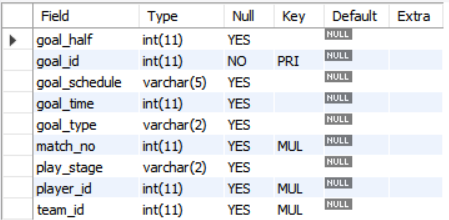 Field Type Null Key Default Extra
goal_half int(11) YES NULL
goal_id int(11) NO PRI NULL
goal_schedule varchar(5) YES NULL
goal_time int(11) YES NULL
goal_type varchar(2) YES NULL
match_no int(11) YES MUL NULL
play_stage varchar(2) YES NULL
player_id int(11) YES MUL NULL
team_id int(11) YES MUL NULL